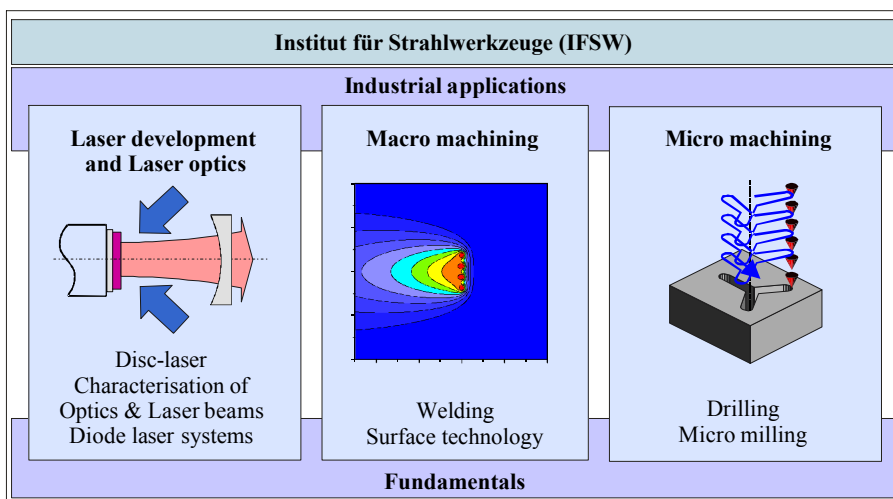 Institut für Strahlwerkzeuge (IFSW)
Industrial applications
Laser development
and Laser optics
Disc-laser
Characterisation of
Optics & Laser beams
Diode laser systems
Macro machining
Welding
Surface technology
Micro machining
Drilling
Micro milling
Fundamentals